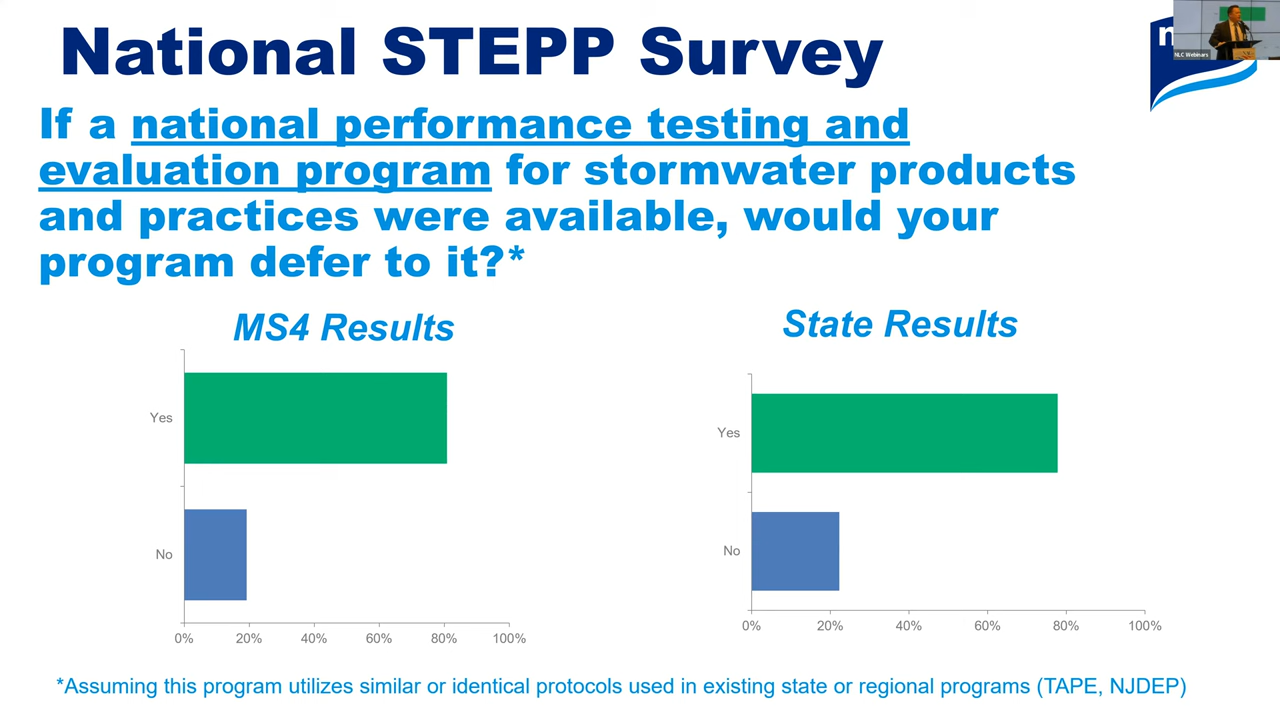 National STEPP Survey
NLC Webinars
If a national performance testing and
evaluation program for stormwater products
and practices were available, would your
program defer to it?*
MS4 Results
State Results
Yes
No
0% 20% 40% 60% 80% 100%
Yes
No
0% 20% 40% 60% 80% 100%
*Assuming this program utilizes similar or identical protocols used in existing state or regional programs (TAPE, NJDEP)